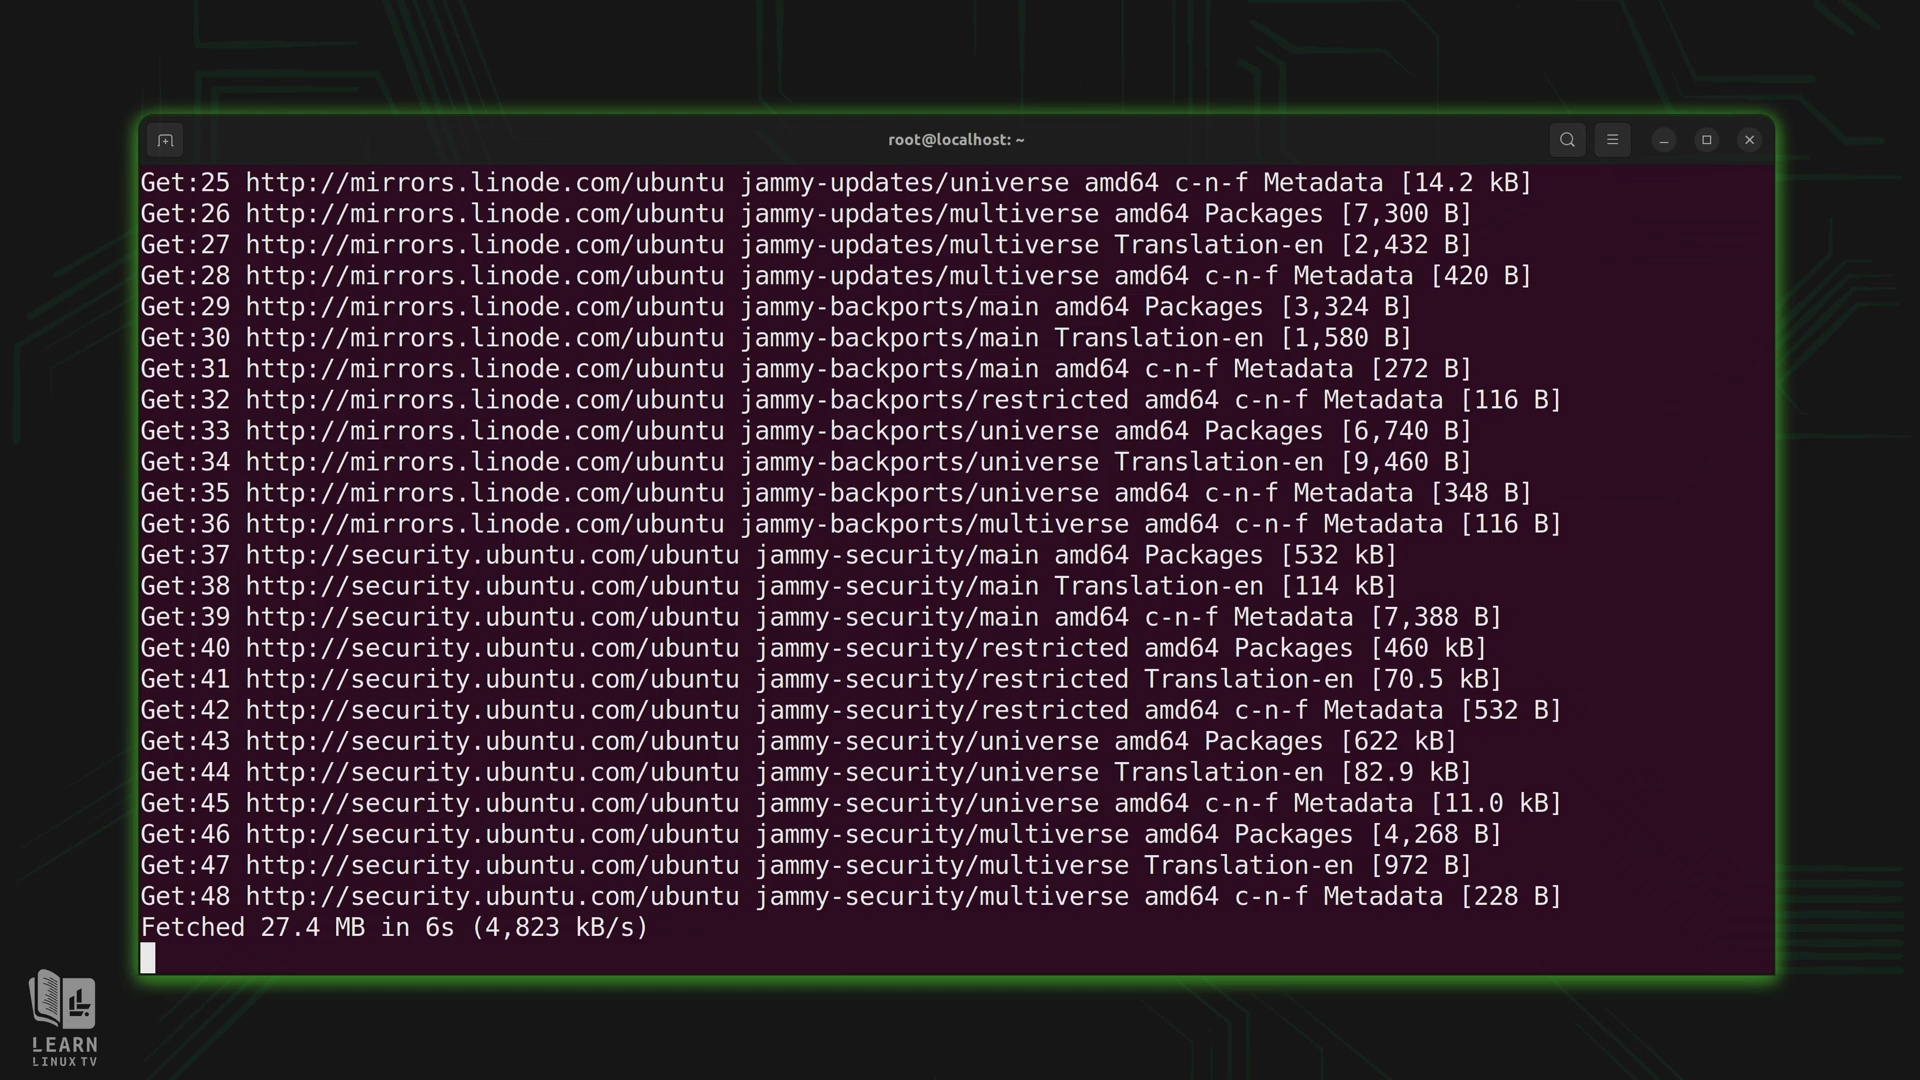 root@localhost: ~
Get:25 http://mirrors.linode.com/ubuntu jammy-updates/universe amd64 c-n-f Metadata [14.2 kB]
Get:26 http://mirrors.linode.com/ubuntu jammy-updates/multiverse amd64 Packages [7,300 B]
Get:27 http://mirrors.linode.com/ubuntu jammy-updates/multiverse Translation-en [2,432 B]
Get:28 http://mirrors.linode.com/ubuntu jammy-updates/multiverse amd64 c-n-f Metadata [420 B]
Get:29 http://mirrors.linode.com/ubuntu jammy-backports/main amd64 Packages [3,324 B]
Get:30 http://mirrors.linode.com/ubuntu jammy-backports/main Translation-en [1,580 B]
Get:31 http://mirrors.linode.com/ubuntu jammy-backports/main amd64 c-n-f Metadata [272 B]
Get:32 http://mirrors.linode.com/ubuntu jammy-backports/restricted amd64 c-n-f Metadata [116 B]
Get:33 http://mirrors.linode.com/ubuntu jammy-backports/universe amd64 Packages [6,740 B]
Get:34 http://mirrors.linode.com/ubuntu jammy-backports/universe Translation-en [9,460 B]
Get:35 http://mirrors.linode.com/ubuntu jammy-backports/universe amd64 c-n-f Metadata [348 B]
Get:36 http://mirrors.linode.com/ubuntu jammy-backports/multiverse amd64 c-n-f Metadata [116 B]
Get:37 http://security.ubuntu.com/ubuntu jammy-security/main amd64 Packages [532 kB]
Get:38 http://security.ubuntu.com/ubuntu jammy-security/main Translation-en [114 kB]
Get:39 http://security.ubuntu.com/ubuntu jammy-security/main amd64 c-n-f Metadata [7,388 B]
Get:40 http://security.ubuntu.com/ubuntu jammy-security/restricted amd64 Packages [460 kB]
Get:41 http://security.ubuntu.com/ubuntu jammy-security/restricted Translation-en [70.5 kB]
Get:42 http://security.ubuntu.com/ubuntu jammy-security/restricted amd64 c-n-f Metadata [532 B]
Get:43 http://security.ubuntu.com/ubuntu jammy-security/universe amd64 Packages [622 kB]
Get:44 http://security.ubuntu.com/ubuntu jammy-security/universe Translation-en [82.9 kB]
Get:45 http://security.ubuntu.com/ubuntu jammy-security/universe amd64 c-n-f Metadata [11.0 kB]
Get:46 http://security.ubuntu.com/ubuntu jammy-security/multiverse amd64 Packages [4,268 B]
Get:47 http://security.ubuntu.com/ubuntu jammy-security/multiverse Translation-en [972 B]
Get:48 http://security.ubuntu.com/ubuntu jammy-security/multiverse amd64 c-n-f Metadata [228 B]
Fetched 27.4 MB in 6s (4,823 kB/s)
LEARN
LINUX TV